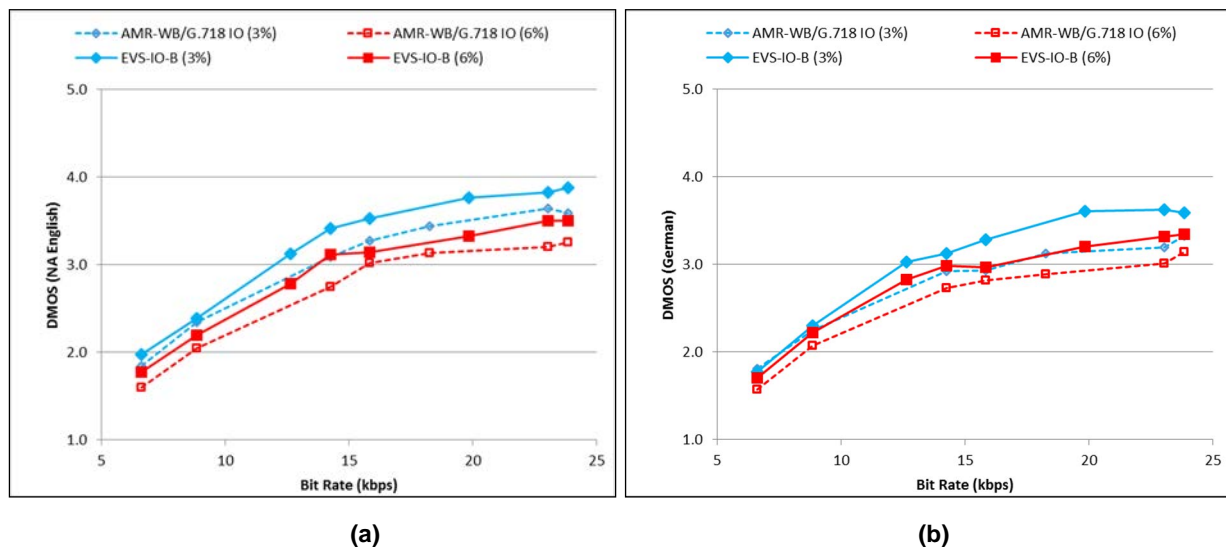 AMR-WB/G.718 IO (3%) AMR-WB/G.718 IO (6%)
EVS-IO-B (3%) EVS-IO-B (6%)
5.0
4.0
3.0
2.0
1.0
DMOS (NA English)
5 10 15 20 25
Bit Rate (kbps)
(a)
AMR-WB/G.718 IO (3%) AMR-WB/G.718 IO (6%)
EVS-IO-B (3%) EVS-IO-B (6%)
5.0
4.0
3.0
2.0
1.0
DMOS (German)
5 10 15 20 25
Bit Rate (kbps)
(b)